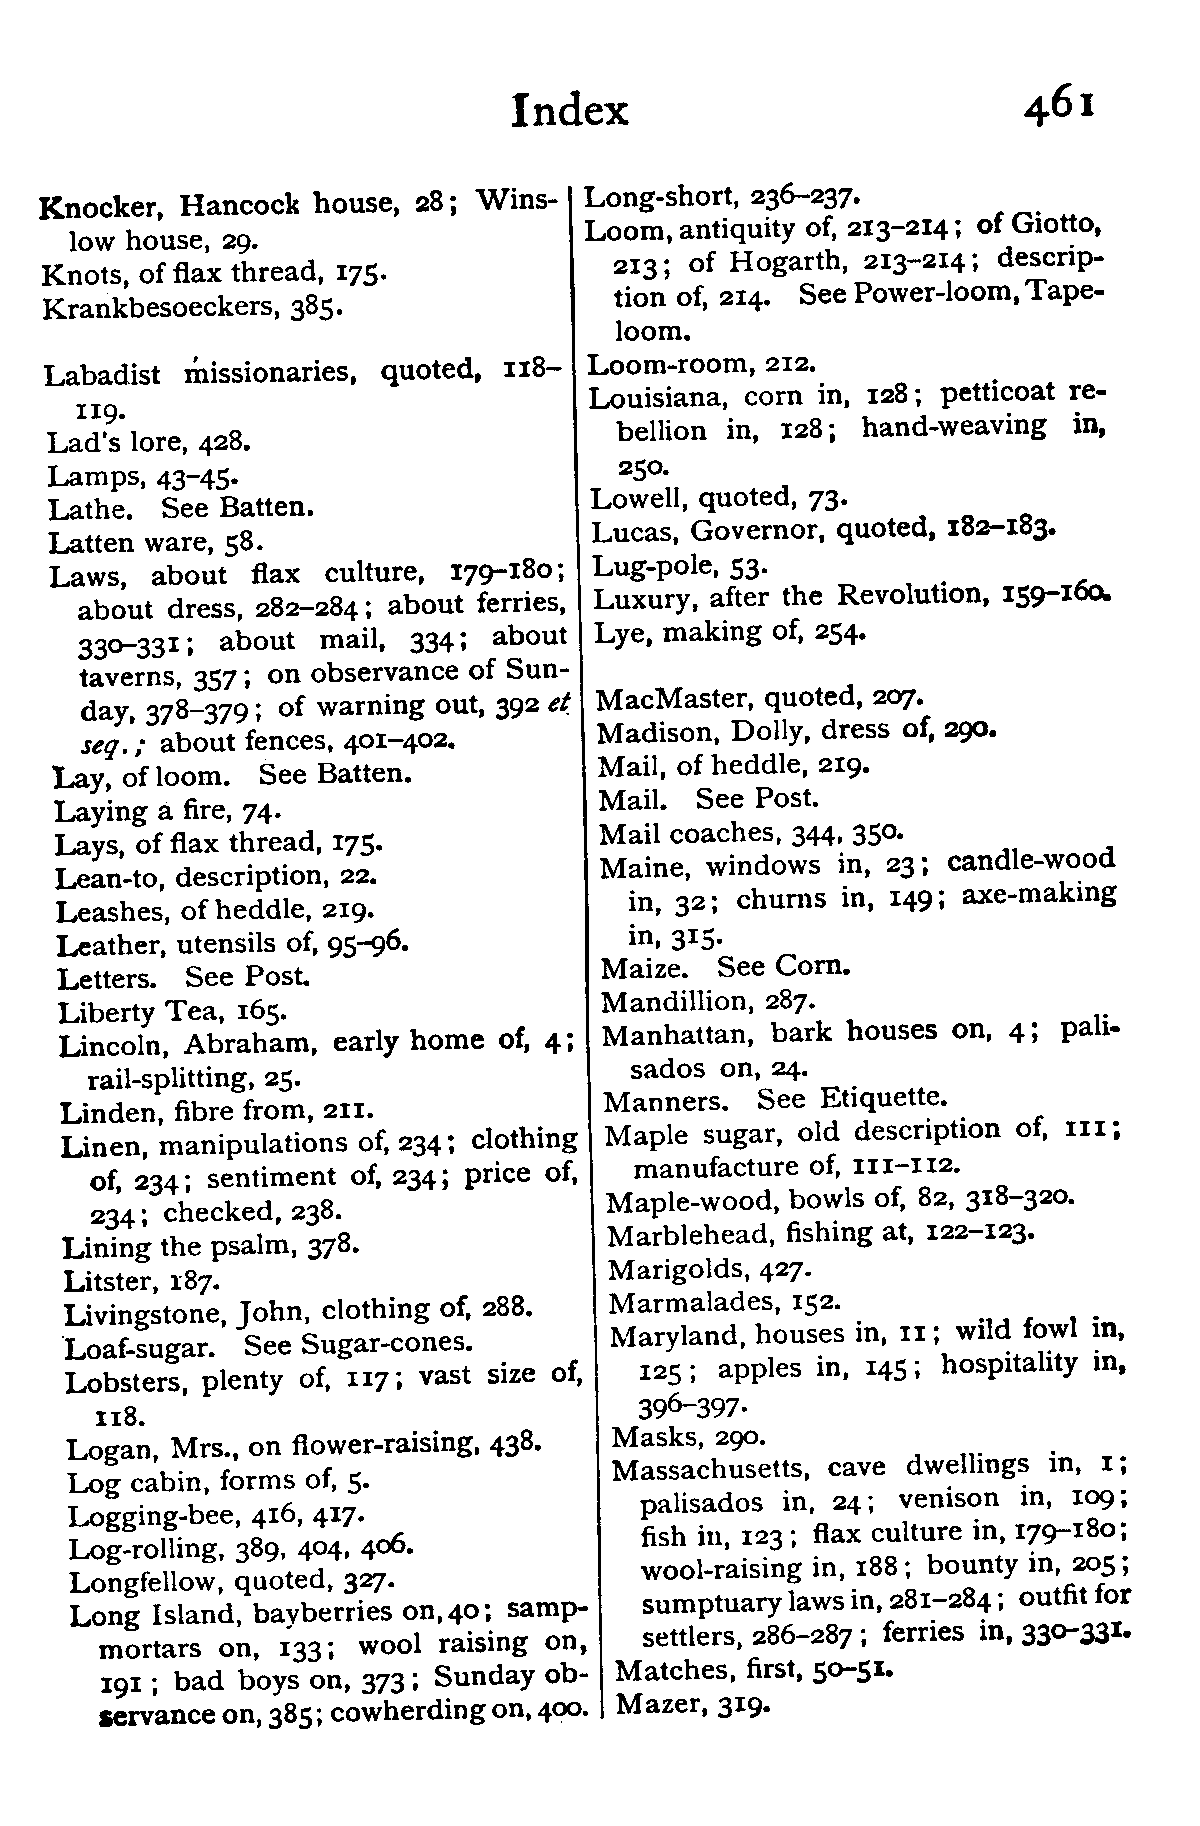 Index 461
Knocker, Hancock house, 28; Wins-
low house, 29.
Knots, of flax thread, 175.
Krankbesoeckers, 385.
Labadist missionaries, quoted, 118-
119.
Lad's lore, 428.
Lamps, 43-45.
Lathe. See Batten.
Latten ware, 58.
Laws, about flax culture, 179-180;
about dress, 282-284; about ferries,
330-331; about mail, 334; about
taverns, 357; on observance of Sun-
day, 378-379; of warning out, 392 et
seq.; about fences, 401-402.
Lay, of loom. See Batten.
Laying a fire, 74.
Lays, of flax thread, 175.
Lean-to, description, 22.
Leashes, of heddle, 219.
Leather, utensils of, 95-96.
Letters. See Post.
Liberty Tea, 165.
Lincoln, Abraham, early home of, 4;
rail-splitting, 25.
Linden, fibre from, 211.
Linen, manipulations of, 234; clothing
of, 234; sentiment of, 234; price of,
234; checked, 238.
Lining the psalm, 378.
Litster, 187.
Livingstone, John, clothing of, 288.
Loaf-sugar. See Sugar-cones.
Lobsters, plenty of, 117; vast size of,
118.
Logan, Mrs., on flower-raising, 438.
Log cabin, forms of, 5.
Logging-bee, 416, 417.
Log-rolling, 389, 404, 406.
Longfellow, quoted, 327.
Long Island, bayberries on, 40; samp-
mortars on, 133; wool raising on,
191; bad boys on, 373; Sunday ob-
servance on, 385; cowherding on, 400.
Long-short, 236-237.
Loom, antiquity of, 213-214; of Giotto,
213; of Hogarth, 213-214; descrip-
tion of, 214. See Power-loom, Tape-
loom.
Loom-room, 212.
Louisiana, corn in, 128; petticoat re-
bellion in, 128; hand-weaving in,
250.
Lowell, quoted, 73.
Lucas, Governor, quoted, 182-183.
Lug-pole, 53.
Luxury, after the Revolution, 159-160.
Lye, making of, 254.
MacMaster, quoted, 207.
Madison, Dolly, dress of, 290.
Mail, of heddle, 219.
Mail. See Post.
Mail coaches, 344, 350.
Maine, windows in, 23; candle-wood
in, 32; churns in, 149; axe-making
in, 315.
Maize. See Corn.
Mandillion, 287.
Manhattan, bark houses on, 4; pali-
sados on, 24.
Manners. See Etiquette.
Maple sugar, old description of, 111;
manufacture of, 111-112.
Maple-wood, bowls of, 82, 318-320.
Marblehead, fishing at, 122-123.
Marigolds, 427.
Marmalades, 152.
Maryland, houses in, 11; wild fowl in,
125; apples in, 145; hospitality in,
396-397.
Masks, 290.
Massachusetts, cave dwellings in, 1;
palisados in, 24; venison in, 109;
fish in, 123; flax culture in, 179-180;
wool-raising in, 188; bounty in, 205;
sumptuary laws in, 281-284; outfit for
settlers, 286-287; ferries in, 330-331.
Matches, first, 50-51.
Mazer, 319.